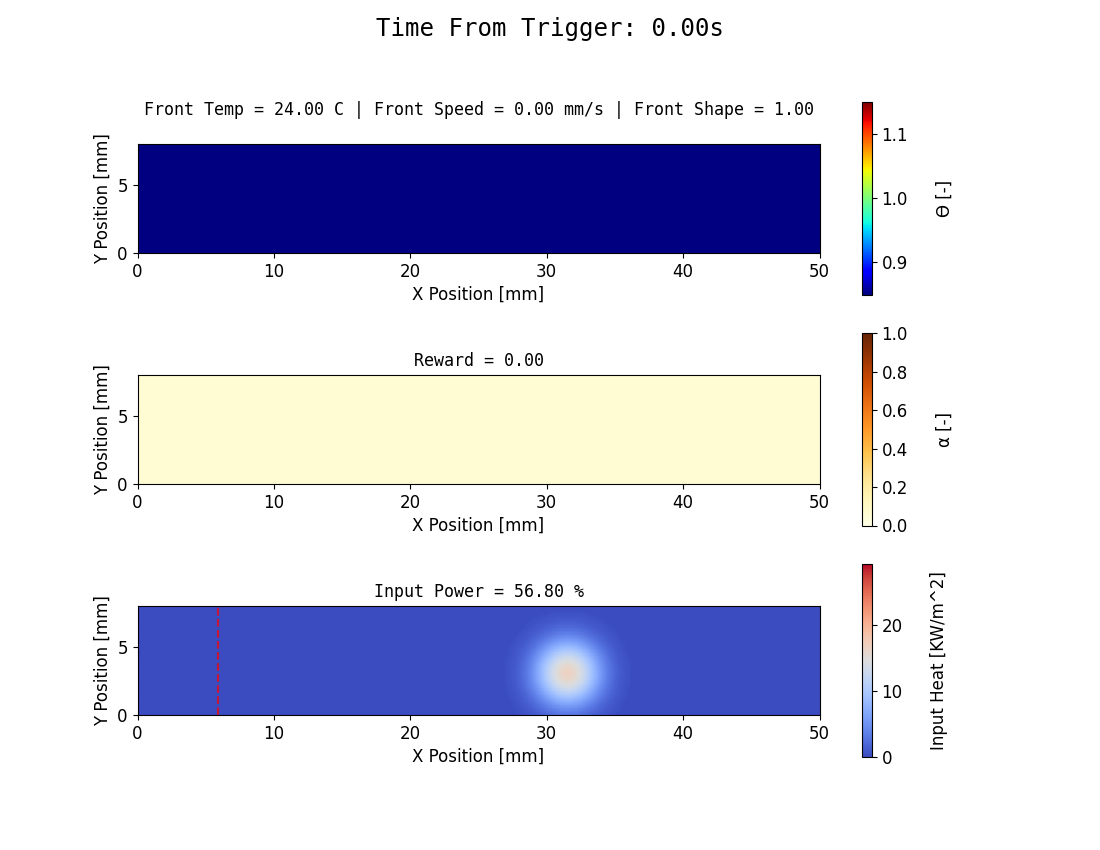 Time From Trigger: 0.00s
Front Temp = 24.00 C | Front Speed = 0.00 mm/s | Front Shape = 1.00
Y Position [mm]
5
0
0 10 20 30 40 50
X Position [mm]
1.1
1.0
0.9
Θ [-]
Reward = 0.00
Y Position [mm]
5
0
0 10 20 30 40 50
X Position [mm]
1.0
0.8
0.6
0.4
0.2
0.0
α [-]
Input Power = 56.80 %
Y Position [mm]
5
0
0 10 20 30 40 50
X Position [mm]
20
10
0
Input Heat [KW/m^2]